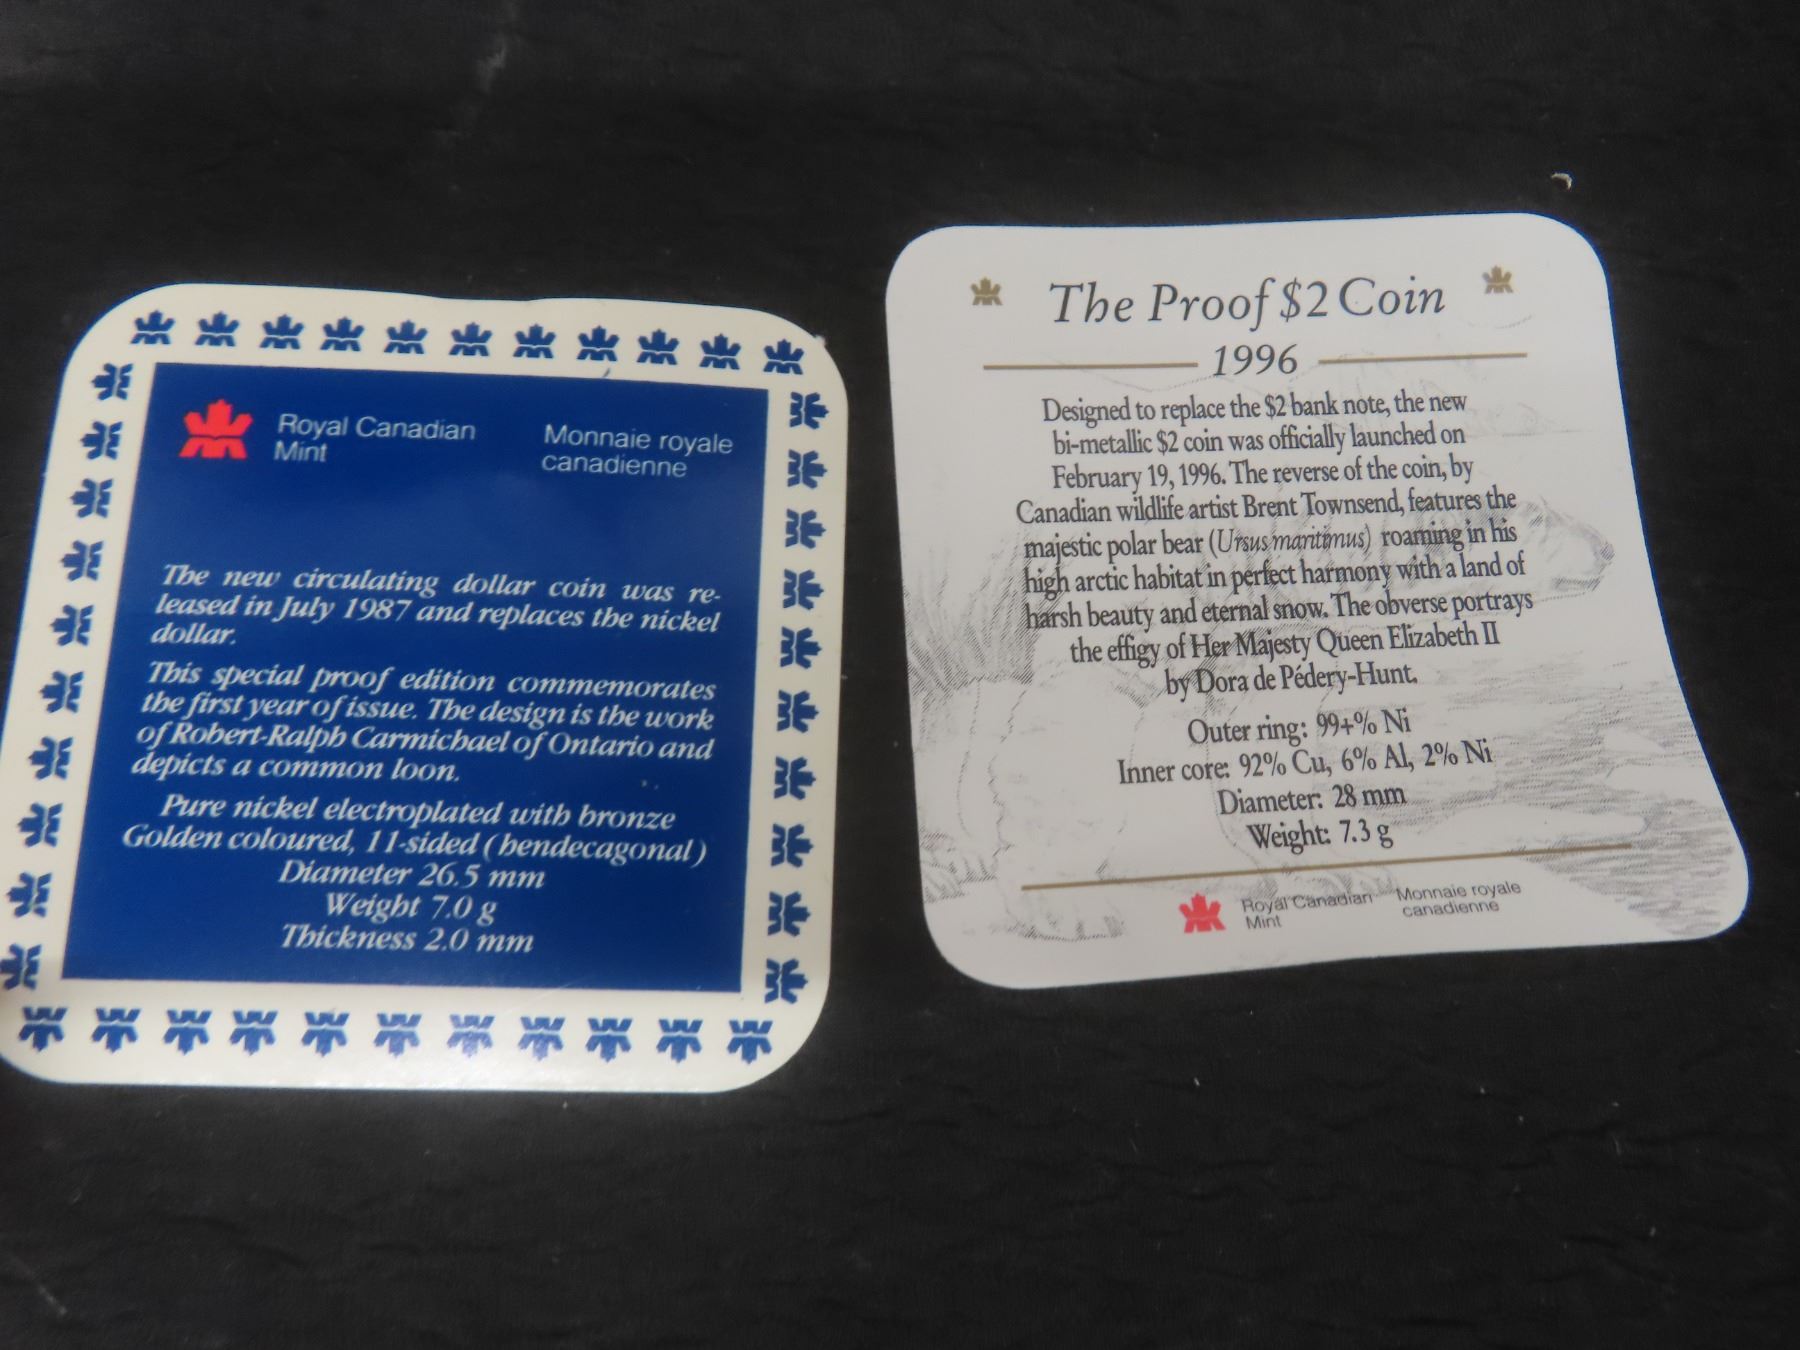 Royal Canadian
Mint
Monnaie royale
canadienne
The new circulating dollar coin was re-
leased in July 1987 and replaces the nickel
dollar.
This special proof edition commemorates
the first year of issue. The design is the work
of Robert-Ralph Carmichael of Ontario and
depicts a common loon.
Pure nickel electroplated with bronze
Golden coloured, 11-sided (hendecagonal)
Diameter 26.5 mm
Weight 7.0 g
Thickness 2.0 mm
The Proof $2 Coin
1996
Designed to replace the $2 bank note, the new
bi-metallic $2 coin was officially launched on
February 19, 1996. The reverse of the coin, by
Canadian wildlife artist Brent Townsend, features the
majestic polar bear (Ursus maritimus) roaming in his
high arctic habitat in perfect harmony with a land of
harsh beauty and eternal snow. The obverse portrays
the effigy of Her Majesty Queen Elizabeth II
by Dora de Pédery-Hunt.
Outer ring: 99+% Ni
Inner core: 92% Cu, 6% Al, 2% Ni
Diameter: 28 mm
Weight: 7.3 g
Royal Canadian
Mint
Monnaie royale
canadienne